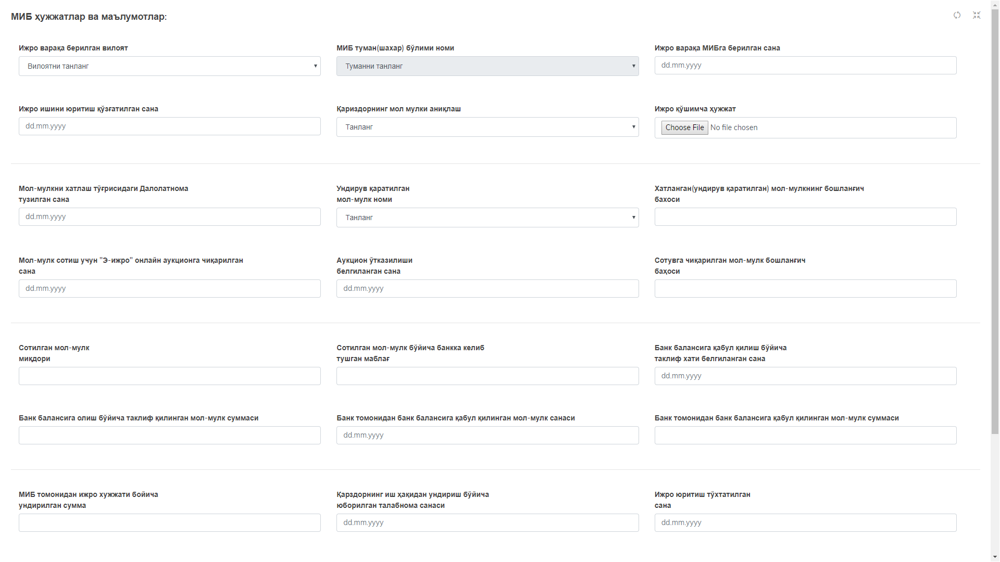 МИБ ҳужжатлар ва маълумотлар:
Ижро варақа берилган вилоят
Вилоятни танланг
МИБ туман(шахар) бўлими номи
Туманни танланг
Ижро варақа МИБга берилган сана
dd.mm.yyyy
Ижро ишини юритиш қўзғатилган сана
dd.mm.yyyy
Қариздорнинг мол мулки аниқлаш
Танланг
Ижро қўшимча ҳужжат
Choose File No file chosen
Мол-мулкни хатлаш тўғрисидаги Далолатнома
тузилган сана
dd.mm.yyyy
Ундирув қаратилган
мол-мулк номи
Танланг
Хатланган(ундирув қаратилган) мол-мулкнинг бошланғич
бахоси
Мол-мулк сотиш учун "Э-ижро" онлайн аукционга чиқарилган
сана
dd.mm.yyyy
Аукцион ўтказилиши
белгиланган сана
dd.mm.yyyy
Сотувга чиқарилган мол-мулк бошланғич
баҳоси
Сотилган мол-мулк
миқдори
Сотилган мол-мулк бўйича банкка келиб
тушган маблағ
Банк балансига қабул қилиш бўйича
таклиф хати белгиланган сана
dd.mm.yyyy
Банк балансига олиш бўйича таклиф қилинган мол-мулк суммаси
Банк томонидан банк балансига қабул қилинган мол-мулк санаси
dd.mm.yyyy
Банк томонидан банк балансига қабул қилинган мол-мулк суммаси
МИБ томонидан ижро хужжати бойича
ундирилган сумма
Қарздорнинг иш ҳақидан ундириш бўйича
юборилган талабнома санаси
dd.mm.yyyy
Ижро юритиш тўхтатилган
сана
dd.mm.yyyy